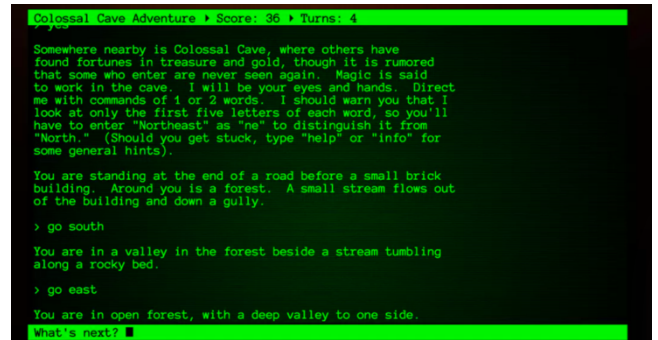 Colossal Cave Adventure ▸ Score: 36 ▸ Turns: 4
> yes
Somewhere nearby is Colossal Cave, where others have
found fortunes in treasure and gold, though it is rumored
that some who enter are never seen again.  Magic is said
to work in the cave.  I will be your eyes and hands.  Direct
me with commands of 1 or 2 words.  I should warn you that I
look at only the first five letters of each word, so you'll
have to enter "Northeast" as "ne" to distinguish it from
"North."  (Should you get stuck, type "help" or "info" for
some general hints).
You are standing at the end of a road before a small brick
building.  Around you is a forest.  A small stream flows out
of the building and down a gully.
> go south
You are in a valley in the forest beside a stream tumbling
along a rocky bed.
> go east
You are in open forest, with a deep valley to one side.
What's next?